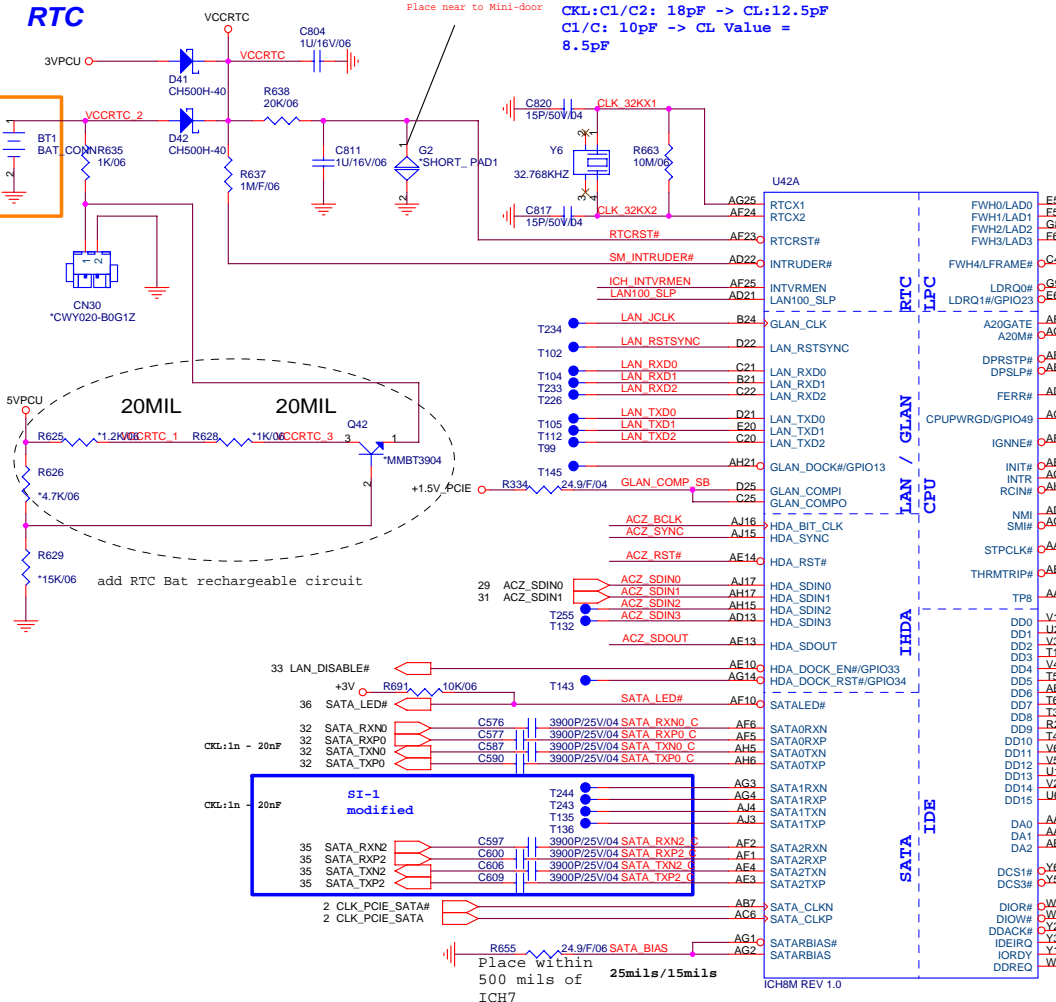 RTC
Place near to Mini-door
CKL:C1/C2: 18pF -> CL:12.5pF
C1/C: 10pF -> CL Value =
8.5pF
VCCRTC
3VPCU
D41
CH500H-40
VCCRTC
C804
1U/16V/06
BT1
BAT_CONN
1
2
VCCRTC_2
R635
1K/06
D42
CH500H-40
R638
20K/06
R637
1M/F/06
C811
1U/16V/06
G2
*SHORT_PAD1
1
2
C820
15P/50V/04
CLK_32KX1
Y6
32.768KHZ
2
1
3
4
R663
10M/06
C817
15P/50V/04
CLK_32KX2
1
2
CN30
*CWY020-B0G1Z
5VPCU
20MIL
20MIL
R625
*1.2K/06
VCCRTC_1
R628
*1K/06
VCCRTC_3
Q42
3
1
2
*MMBT3904
R626
*4.7K/06
R629
*15K/06
add RTC Bat rechargeable circuit
U42A
RTCRST#
SM_INTRUDER#
ICH_INTVRMEN
LAN100_SLP
T234 LAN_JCLK
T102 LAN_RSTSYNC
T104 LAN_RXD0
T233 LAN_RXD1
T226 LAN_RXD2
T105 LAN_TXD0
T112 LAN_TXD1
T99 LAN_TXD2
T145
+1.5V_PCIE
R334
24.9/F/04
GLAN_COMP_SB
ACZ_BCLK
ACZ_SYNC
ACZ_RST#
29 ACZ_SDIN0 ACZ_SDIN0
31 ACZ_SDIN1 ACZ_SDIN1
T255 ACZ_SDIN2
T132 ACZ_SDIN3
ACZ_SDOUT
33 LAN_DISABLE#
T143
+3V
R691
10K/06
36 SATA_LED# SATA_LED#
CKL:1n ~ 20nF
32 SATA_RXN0 C576 3900P/25V/04 SATA_RXN0_C
32 SATA_RXP0 C577 3900P/25V/04 SATA_RXP0_C
32 SATA_TXN0 C587 3900P/25V/04 SATA_TXN0_C
32 SATA_TXP0 C590 3900P/25V/04 SATA_TXP0_C
CKL:1n ~ 20nF
SI-1
modified
T244
T243
T135
T136
35 SATA_RXN2 C597 3900P/25V/04 SATA_RXN2_C
35 SATA_RXP2 C600 3900P/25V/04 SATA_RXP2_C
35 SATA_TXN2 C606 3900P/25V/04 SATA_TXN2_C
35 SATA_TXP2 C609 3900P/25V/04 SATA_TXP2_C
2 CLK_PCIE_SATA#
2 CLK_PCIE_SATA
R655
24.9/F/06
SATA_BIAS
Place within
500 mils of
ICH7
25mils/15mils
AG25 RTCX1
AF24 RTCX2
AF23 RTCRST#
AD22 INTRUDER#
AF25 INTVRMEN
AD21 LAN100_SLP
B24 GLAN_CLK
D22 LAN_RSTSYNC
C21 LAN_RXD0
B21 LAN_RXD1
C22 LAN_RXD2
D21 LAN_TXD0
E20 LAN_TXD1
C20 LAN_TXD2
AH21 GLAN_DOCK#/GPIO13
D25 GLAN_COMPI
C25 GLAN_COMPO
AJ16 HDA_BIT_CLK
AJ15 HDA_SYNC
AE14 HDA_RST#
AJ17 HDA_SDIN0
AH17 HDA_SDIN1
AH15 HDA_SDIN2
AD13 HDA_SDIN3
AE13 HDA_SDOUT
AE10 HDA_DOCK_EN#/GPIO33
AG14 HDA_DOCK_RST#/GPIO34
AF10 SATALED#
AF6 SATA0RXN
AF5 SATA0RXP
AH5 SATA0TXN
AH6 SATA0TXP
AG3 SATA1RXN
AG4 SATA1RXP
AJ4 SATA1TXN
AJ3 SATA1TXP
AF2 SATA2RXN
AF1 SATA2RXP
AE4 SATA2TXN
AE3 SATA2TXP
AB7 SATA_CLKN
AC6 SATA_CLKP
AG1 SATARBIAS#
AG2 SATARBIAS
RTC
LPC
LAN / GLAN
CPU
IHDA
SATA
IDE
FWH0/LAD0
FWH1/LAD1
FWH2/LAD2
FWH3/LAD3
FWH4/LFRAME#
LDRQ0#
LDRQ1#/GPIO23
A20GATE
A20M#
DPRSTP#
DPSLP#
FERR#
CPUPWRGD/GPIO49
IGNNE#
INIT#
INTR
RCIN#
NMI
SMI#
STPCLK#
THRMTRIP#
TP8
DD0
DD1
DD2
DD3
DD4
DD5
DD6
DD7
DD8
DD9
DD10
DD11
DD12
DD13
DD14
DD15
DA0
DA1
DA2
DCS1#
DCS3#
DIOR#
DIOW#
DDACK#
IDEIRQ
IORDY
DDREQ
ICH8M REV 1.0